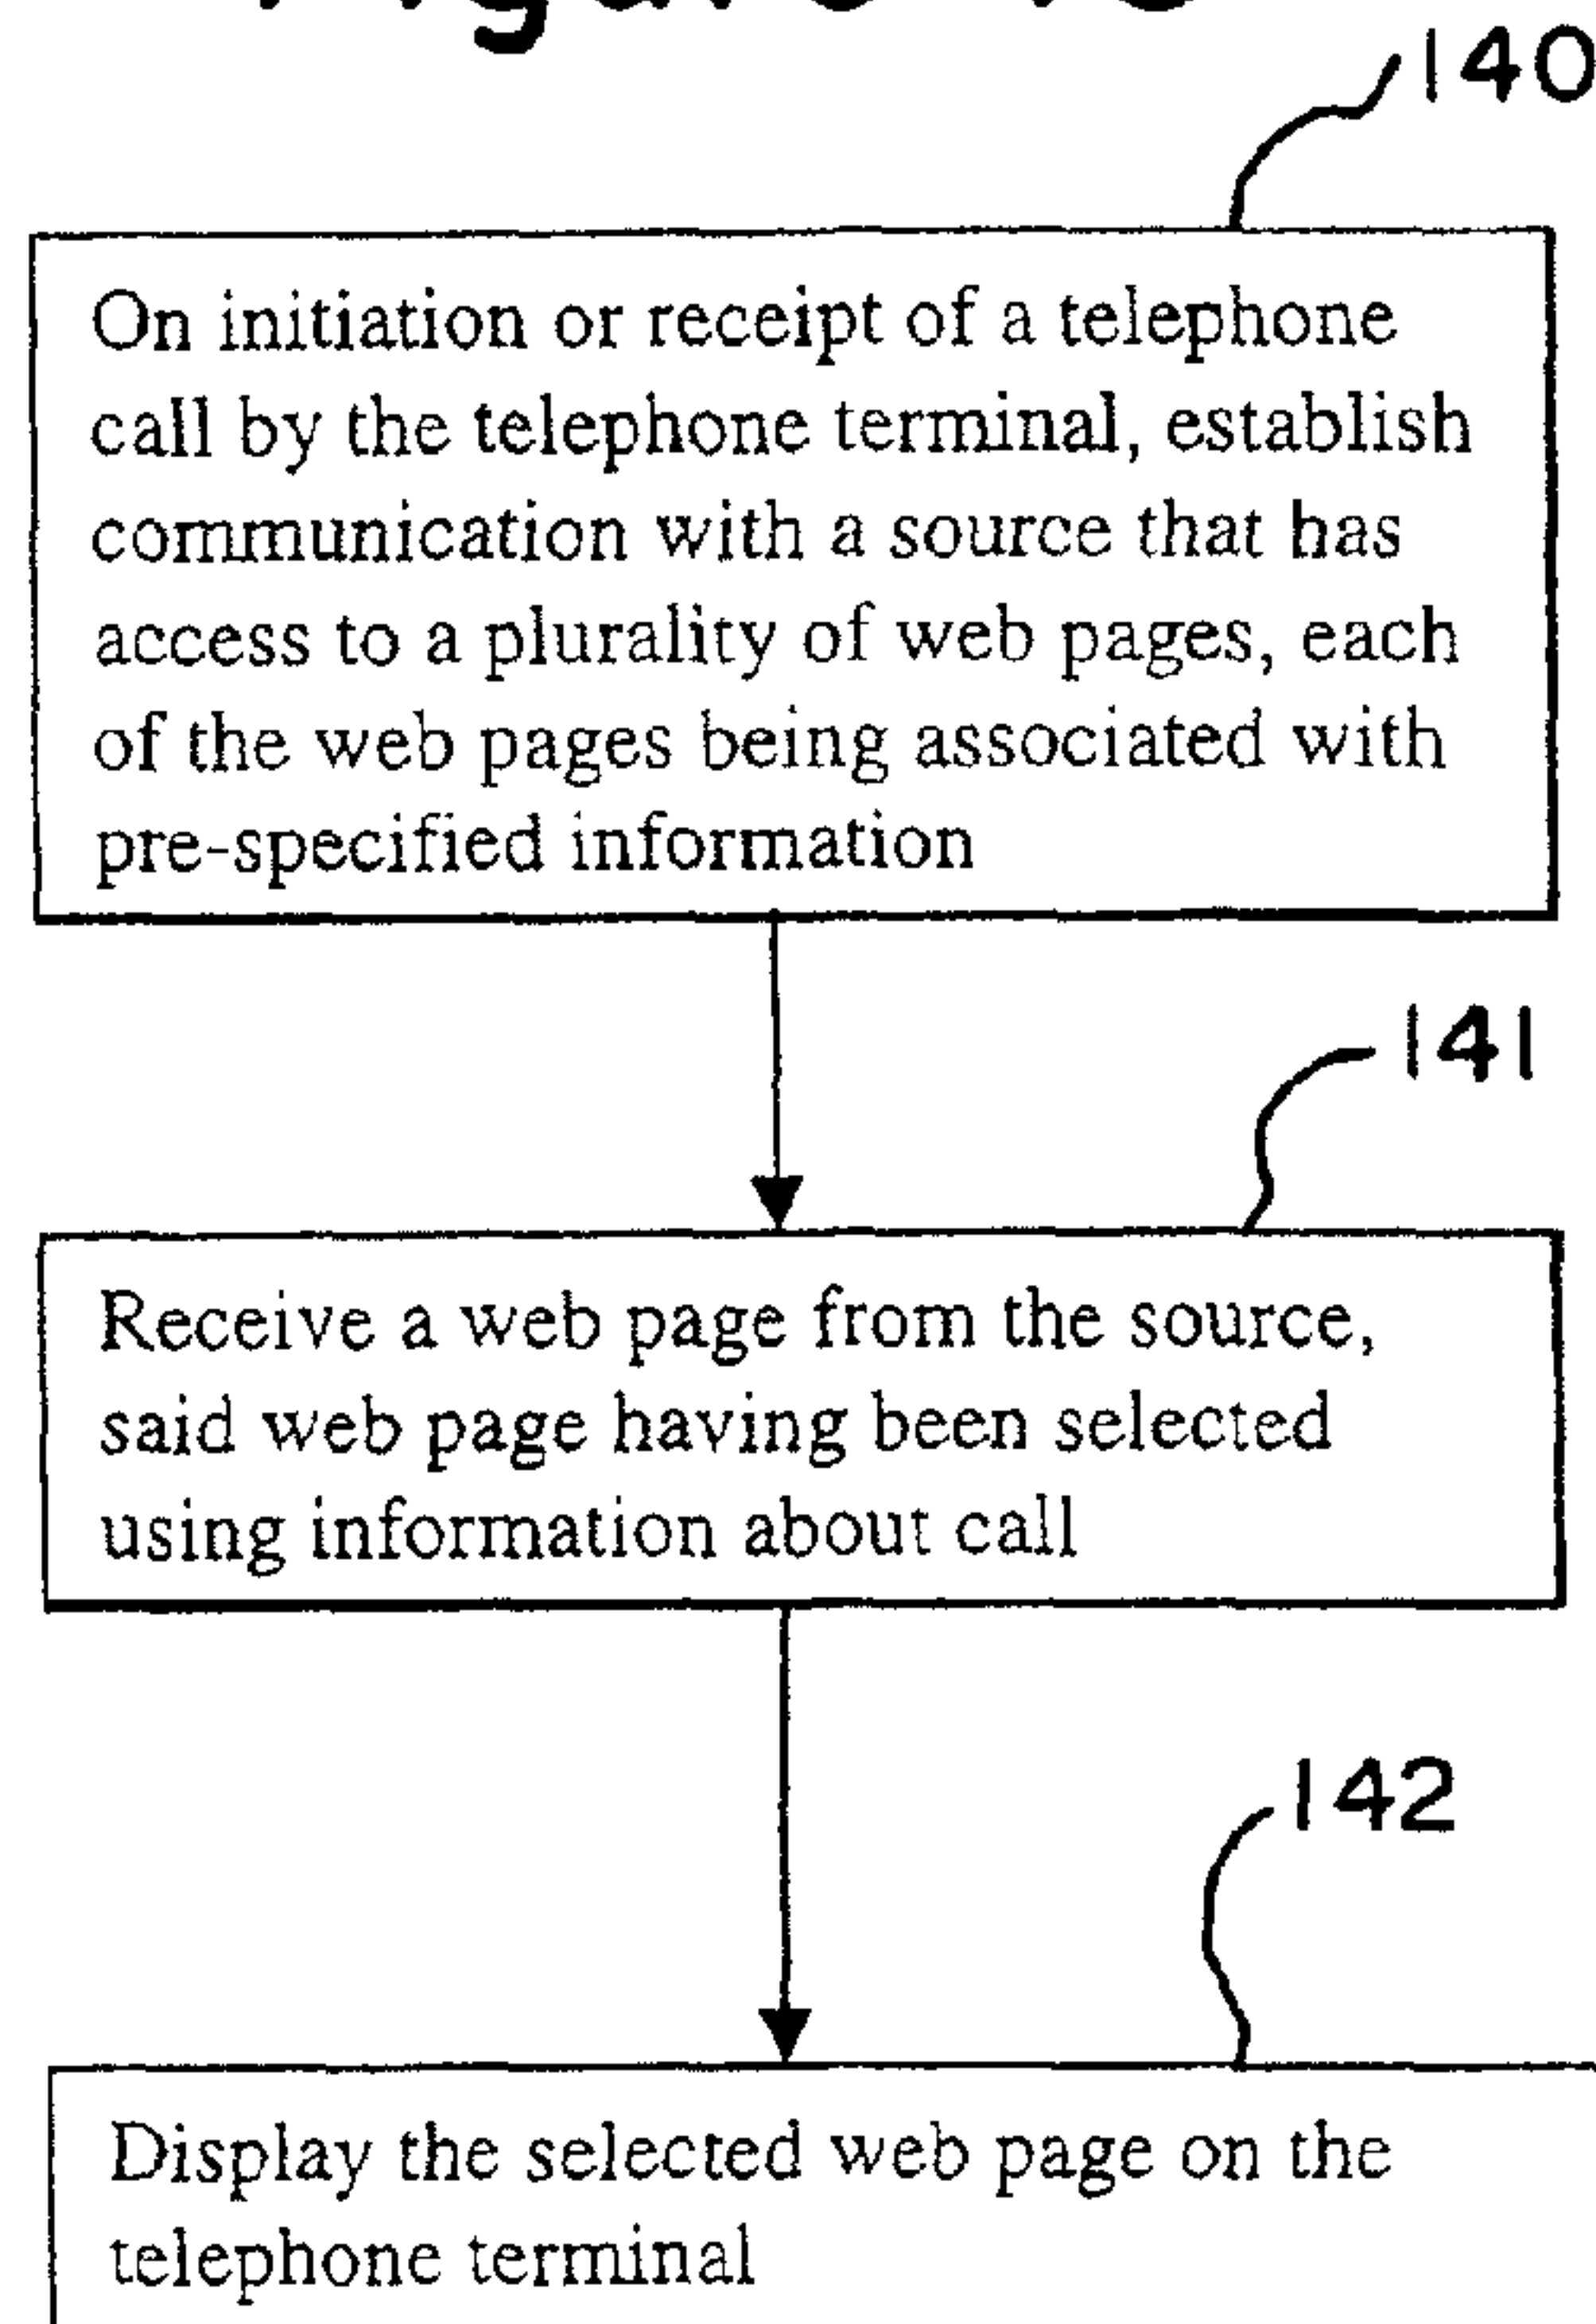 140
On initiation or receipt of a telephone
call by the telephone terminal, establish
communication with a source that has
access to a plurality of web pages, each
of the web pages being associated with
pre-specified information
141
Receive a web page from the source,
said web page having been selected
using information about call
142
Display the selected web page on the
telephone terminal